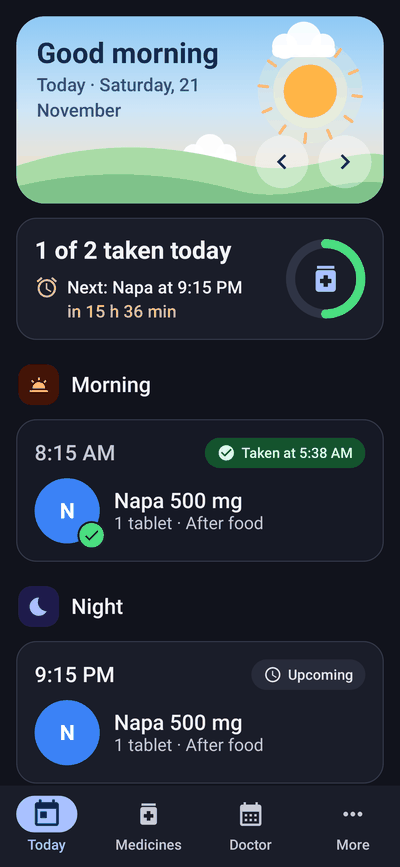 Good morning
Today · Saturday, 21
November
1 of 2 taken today
Next: Napa at 9:15 PM
in 15 h 36 min
Morning
8:15 AM
Taken at 5:38 AM
N
Napa 500 mg
1 tablet · After food
Night
9:15 PM
Upcoming
N
Napa 500 mg
1 tablet · After food
Today
Medicines
Doctor
More